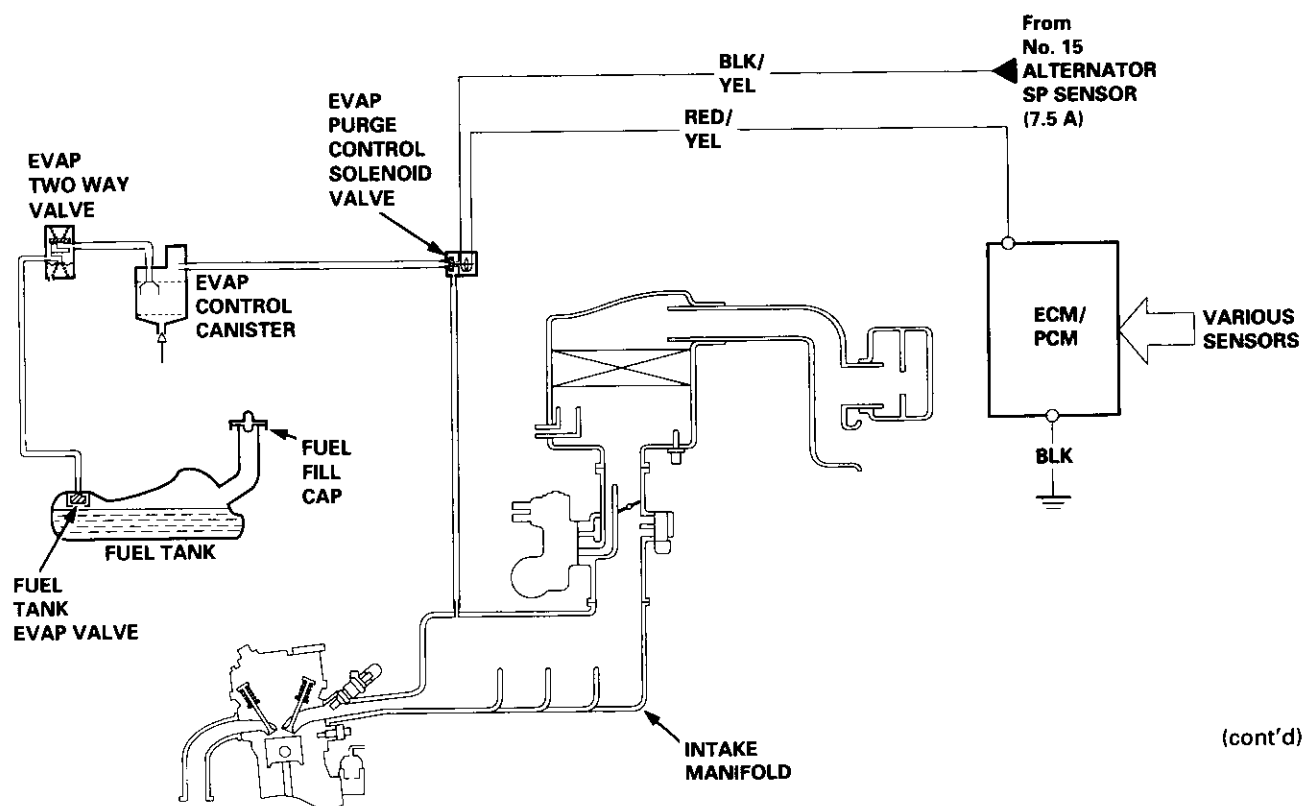 From
No. 15
ALTERNATOR
SP SENSOR
(7.5 A)
BLK/
YEL
RED/
YEL
EVAP
PURGE
CONTROL
SOLENOID
VALVE
EVAP
TWO WAY
VALVE
EVAP
CONTROL
CANISTER
ECM/
PCM
VARIOUS
SENSORS
BLK
FUEL
FILL
CAP
FUEL TANK
FUEL
TANK
EVAP VALVE
INTAKE
MANIFOLD
(cont'd)